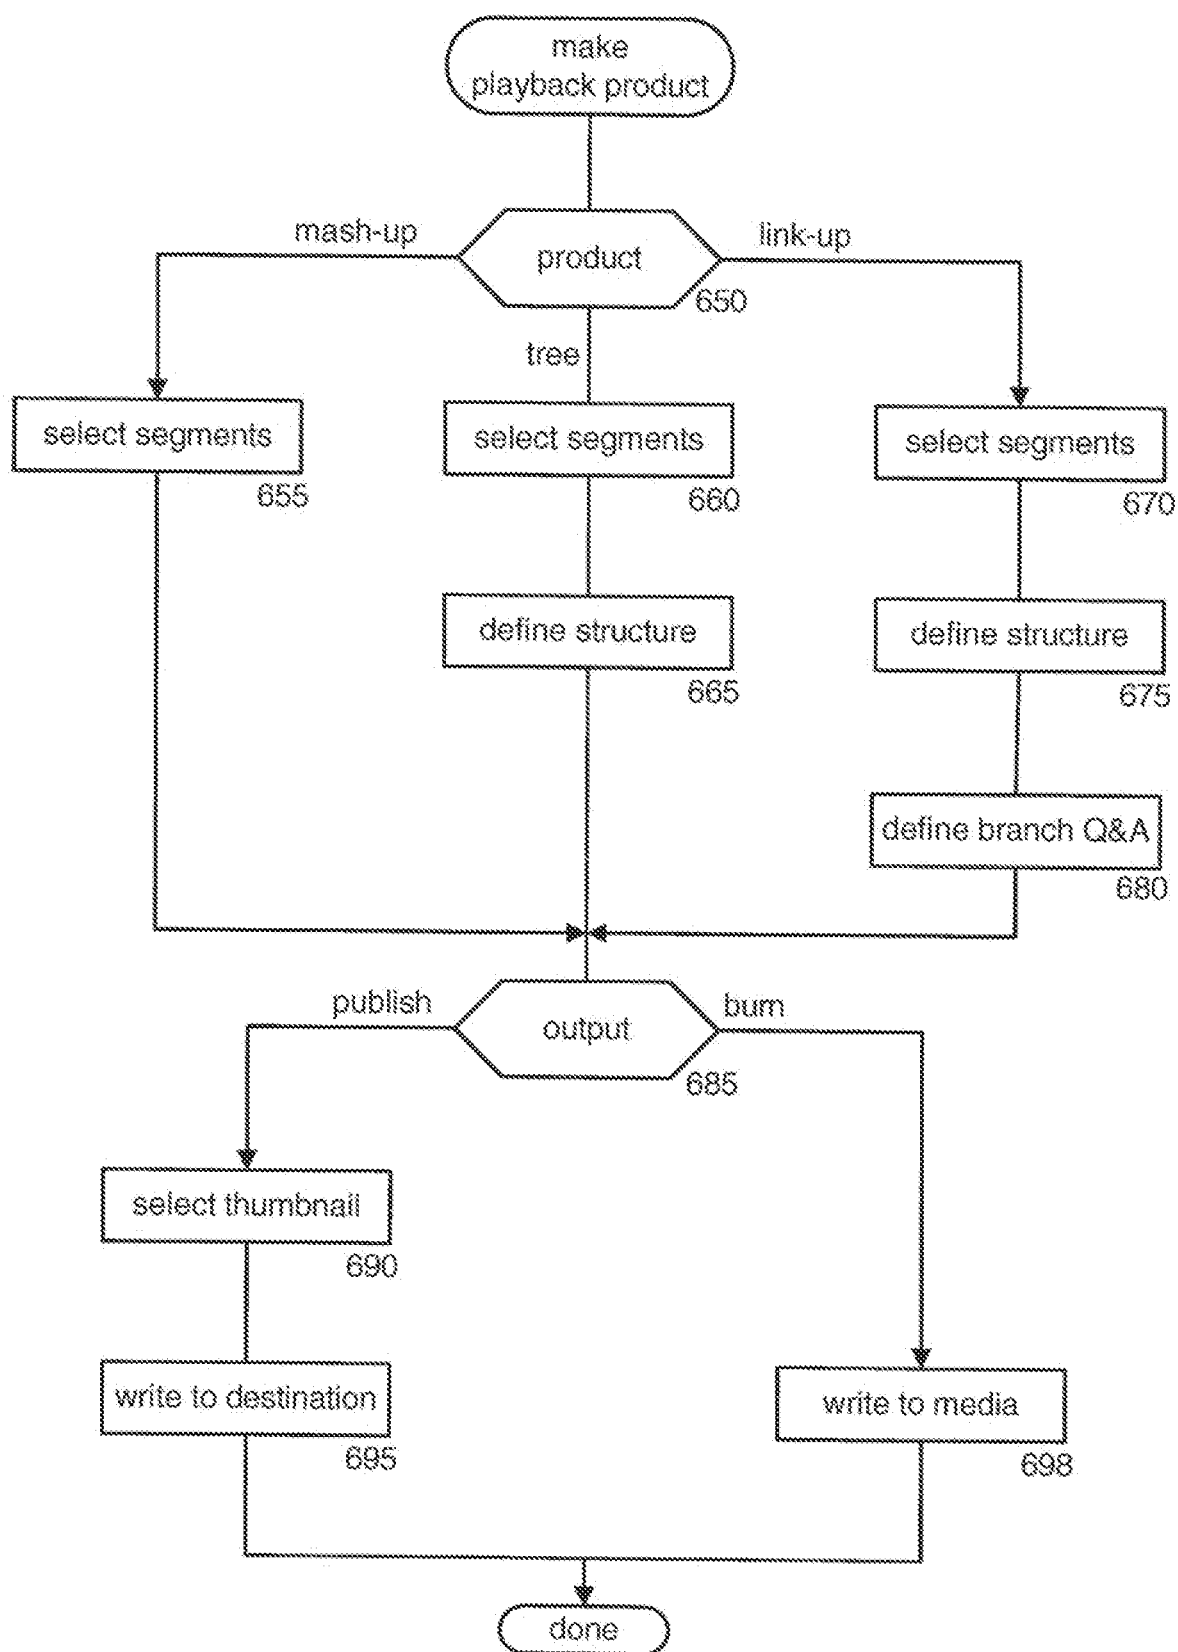 make
playback product
mash-up
product
link-up
650
tree
select segments
655
select segments
660
select segments
670
define structure
665
define structure
675
define branch Q&A
680
publish
output
burn
685
select thumbnail
690
write to destination
695
write to media
698
done